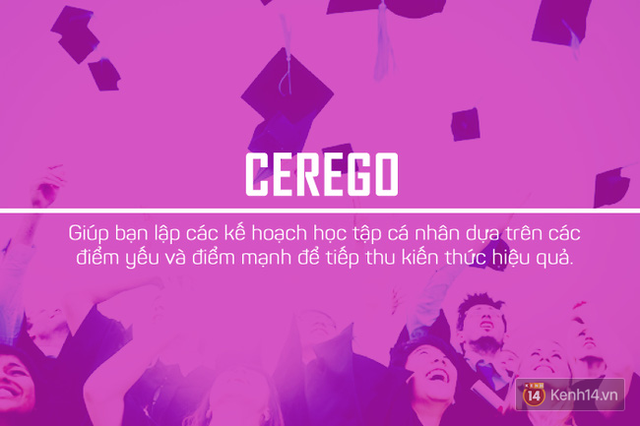 CEREGO
Giúp bạn lập các kế hoạch học tập cá nhân dựa trên các
điểm yếu và điểm mạnh để tiếp thu kiến thức hiệu quả.
14 Kenh14.vn